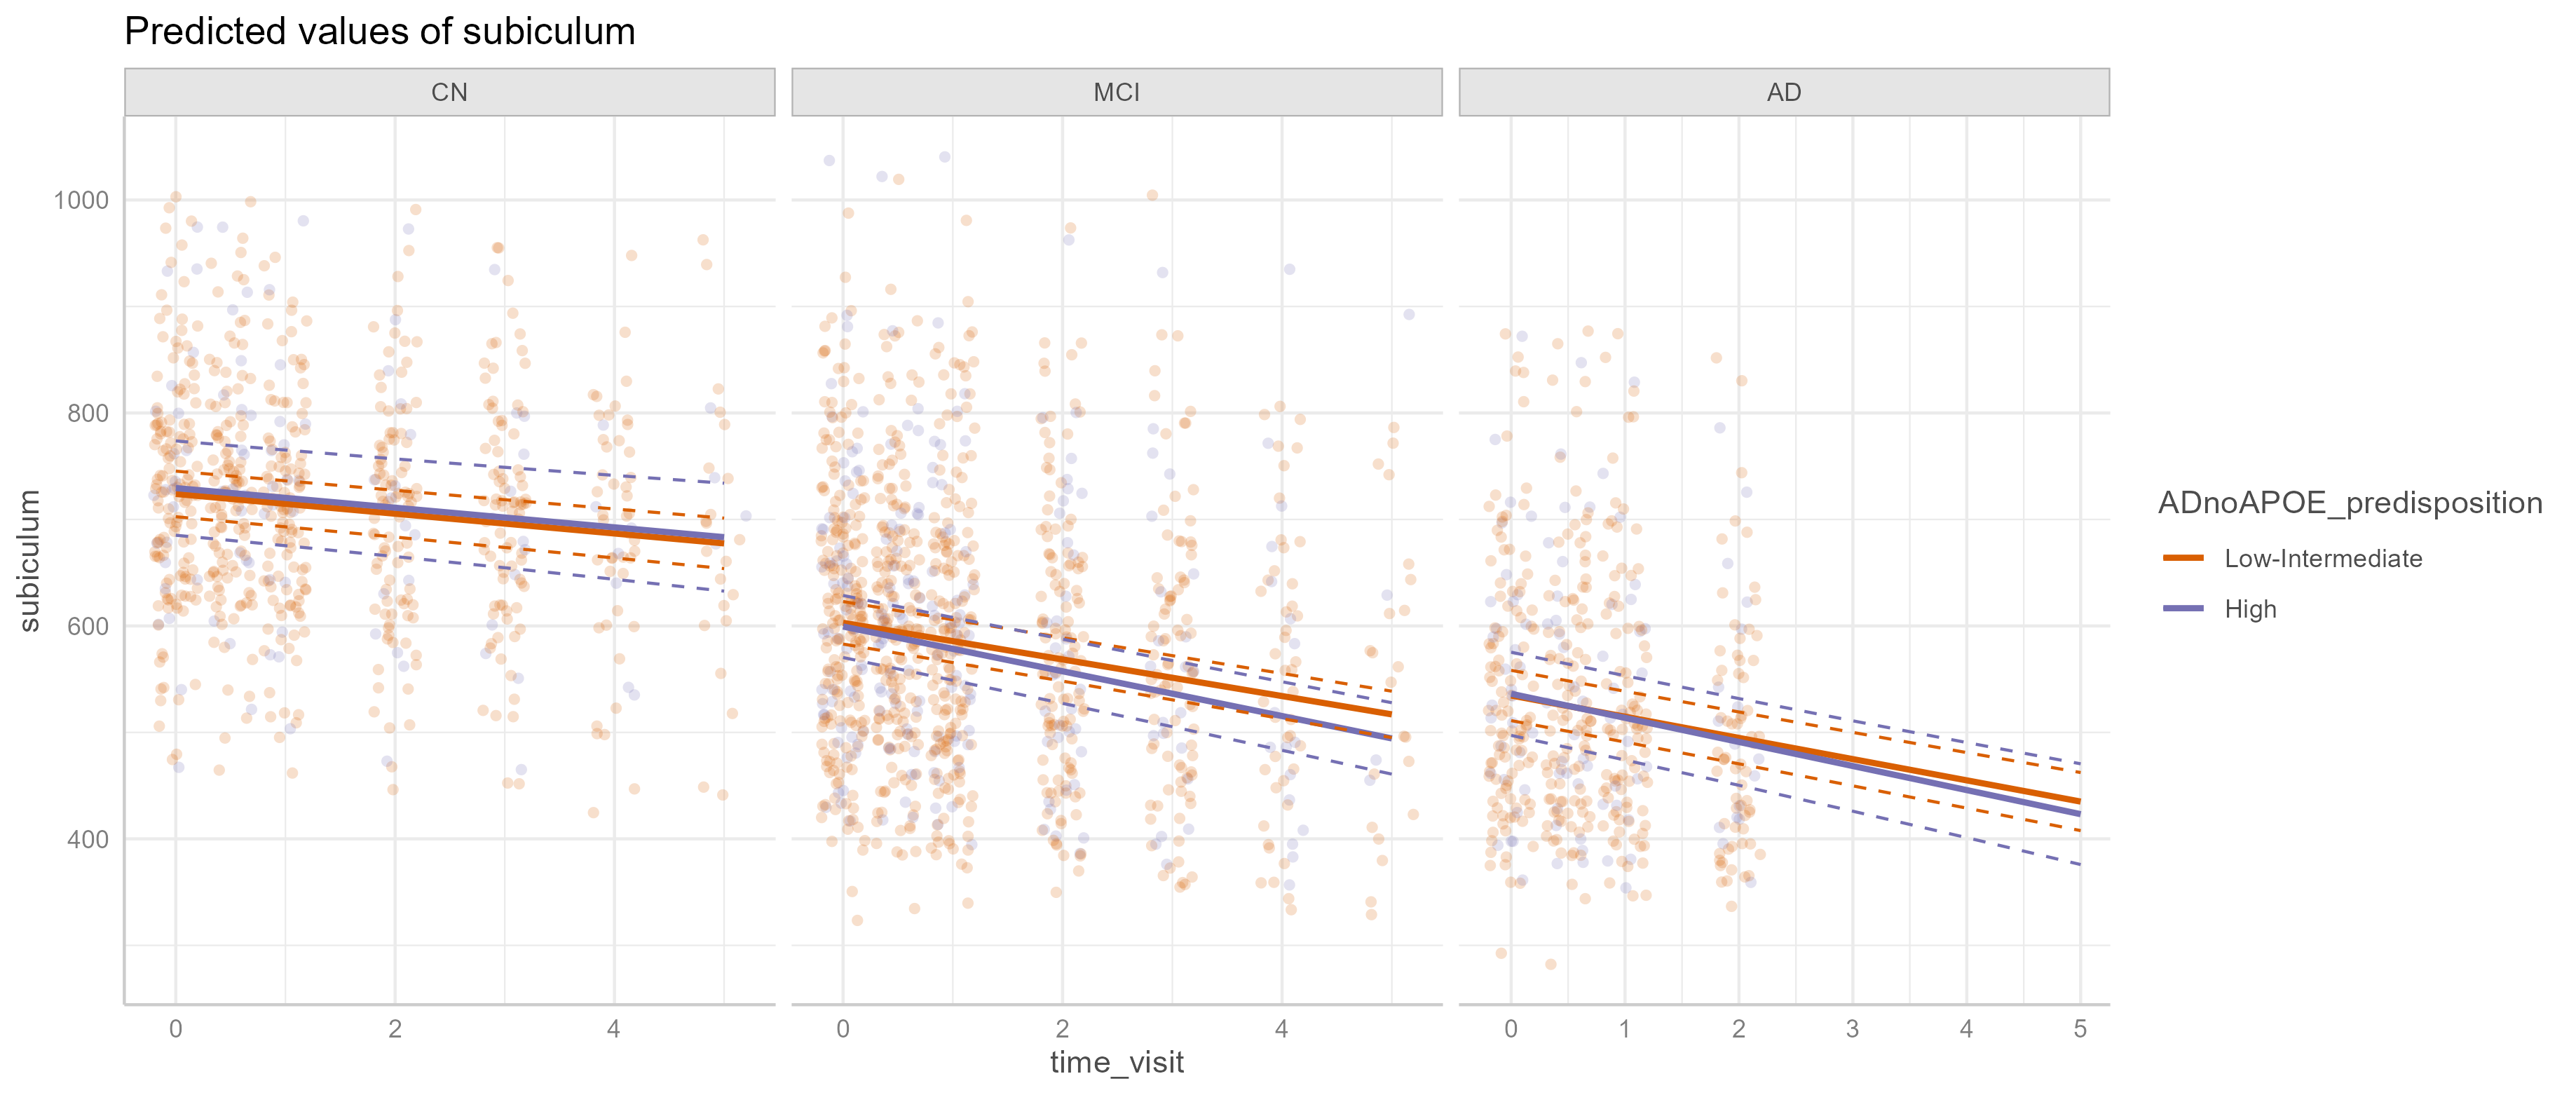 Predicted values of subiculum
CN
MCI
AD
1000
800
600
400
subiculum
0
2
4
0
2
4
0
1
2
3
4
5
time_visit
ADnoAPOE_predisposition
Low-Intermediate
High